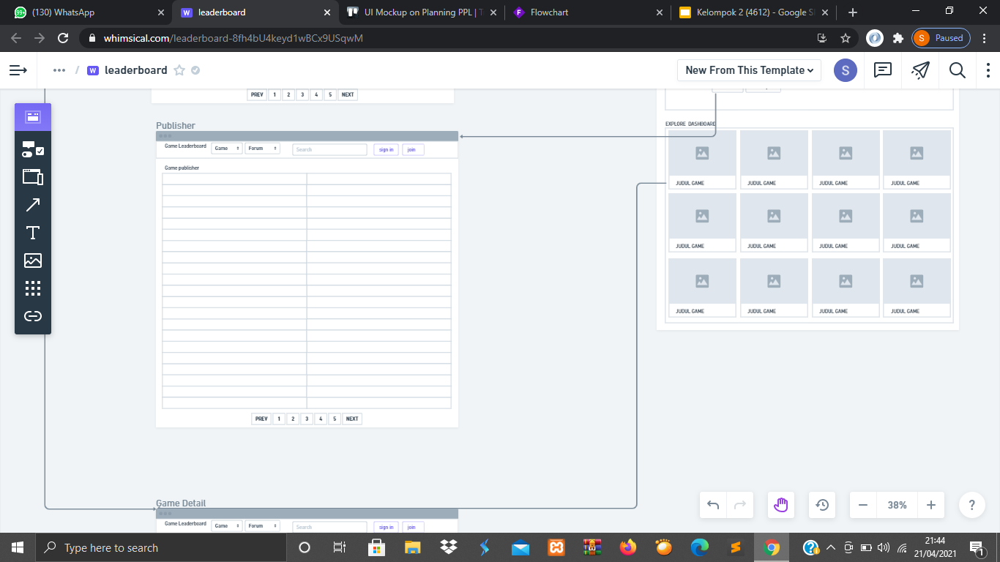 (130) WhatsApp
leaderboard
UI Mockup on Planning PPL | T
Flowchart
Kelompok 2 (4612) - Google S
whimsical.com/leaderboard-8fh4bU4keyd1wBCx9USqwM
S
Paused
/ W leaderboard
New From This Template
S
PREV 1 2 3 4 5 NEXT
Publisher
Game Leaderboard
Game
Forum
Search
sign in
join
Game publisher
PREV 1 2 3 4 5 NEXT
EXPLORE DASHBOARD
JUDUL GAME JUDUL GAME JUDUL GAME JUDUL GAME
JUDUL GAME JUDUL GAME JUDUL GAME JUDUL GAME
JUDUL GAME JUDUL GAME JUDUL GAME JUDUL GAME
T
Game Detail
Game Leaderboard
Game
Forum
Search
sign in
join
38%
?
Type here to search
21:44
21/04/2021
1